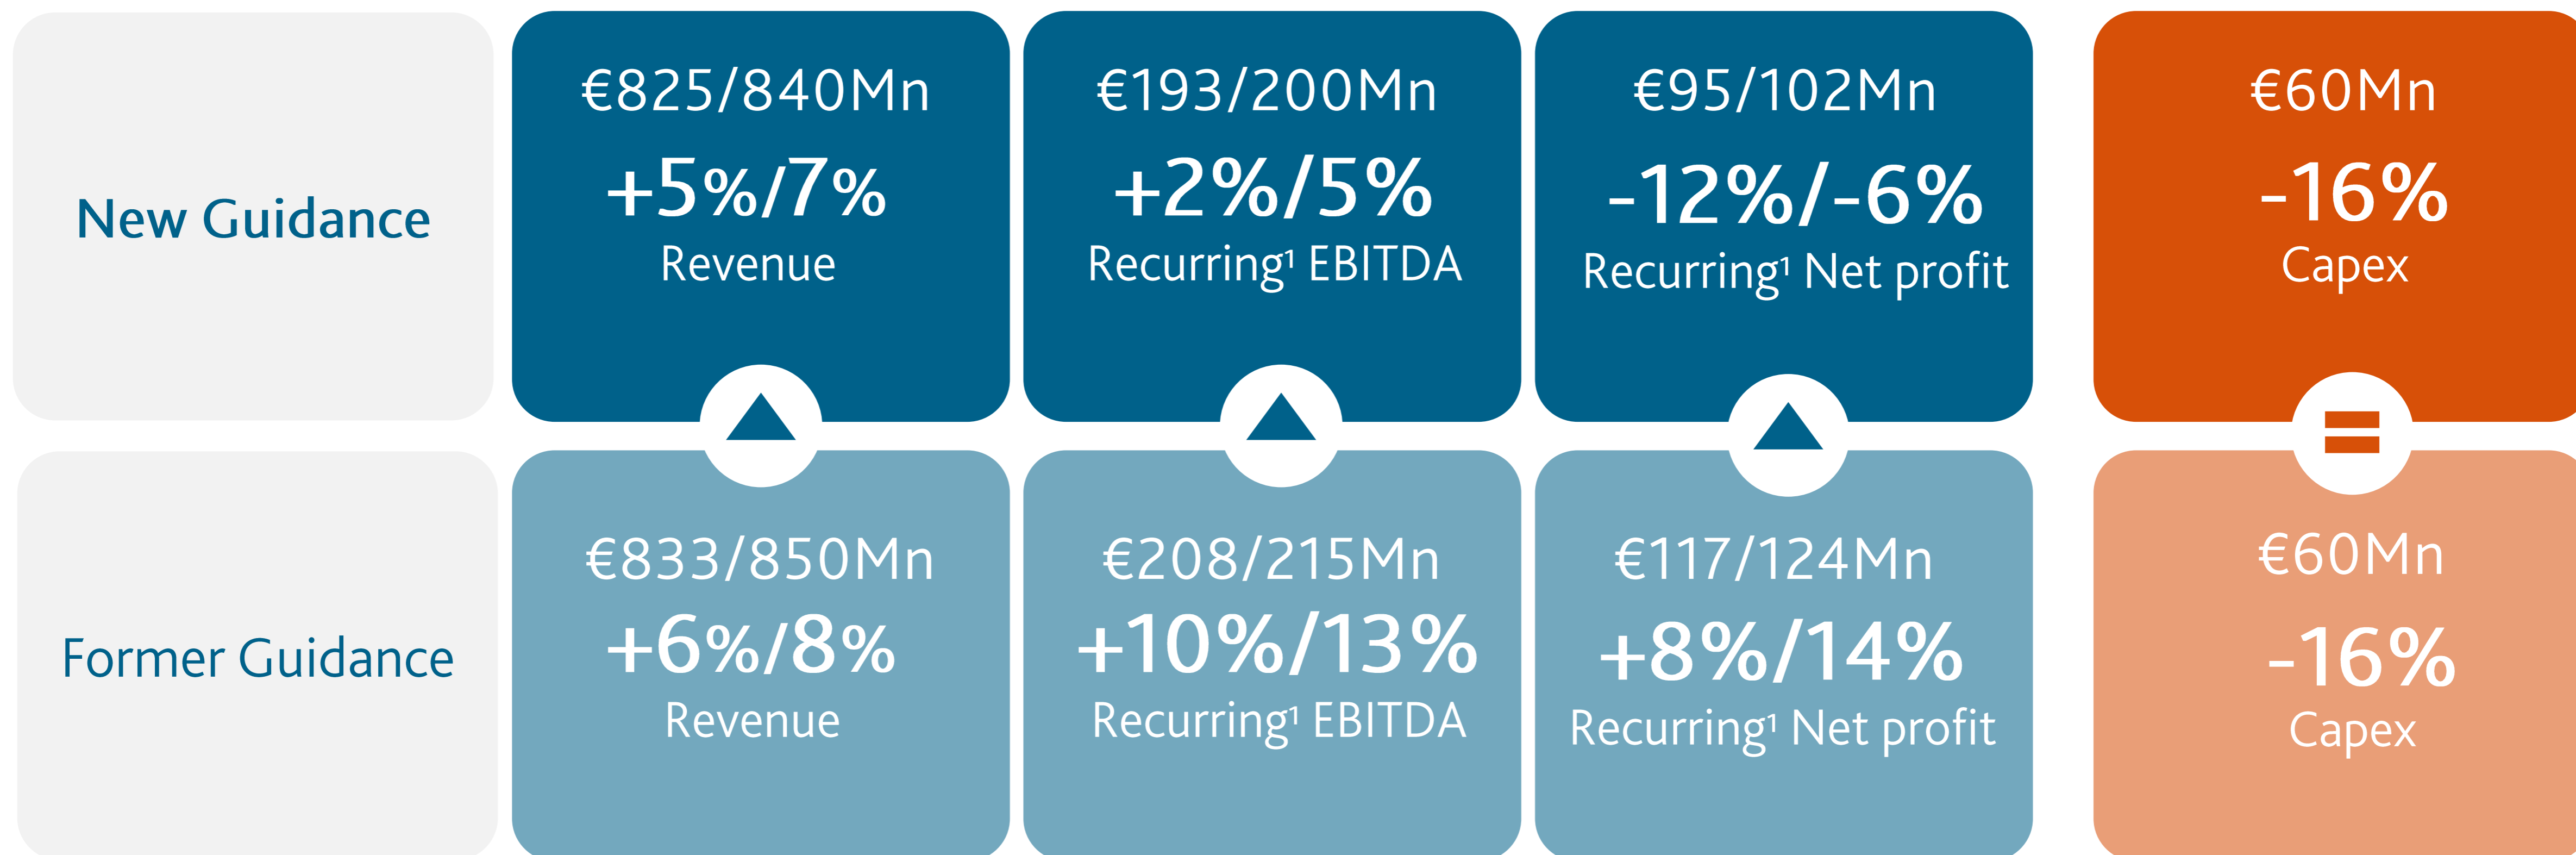 New Guidance
€825/840Mn
+5%/7%
Revenue
€193/200Mn
+2%/5%
Recurring¹ EBITDA
€95/102Mn
-12%/-6%
Recurring¹ Net profit
€60Mn
-16%
Capex
=
Former Guidance
€833/850Mn
+6%/8%
Revenue
€208/215Mn
+10%/13%
Recurring¹ EBITDA
€117/124Mn
+8%/14%
Recurring¹ Net profit
€60Mn
-16%
Capex